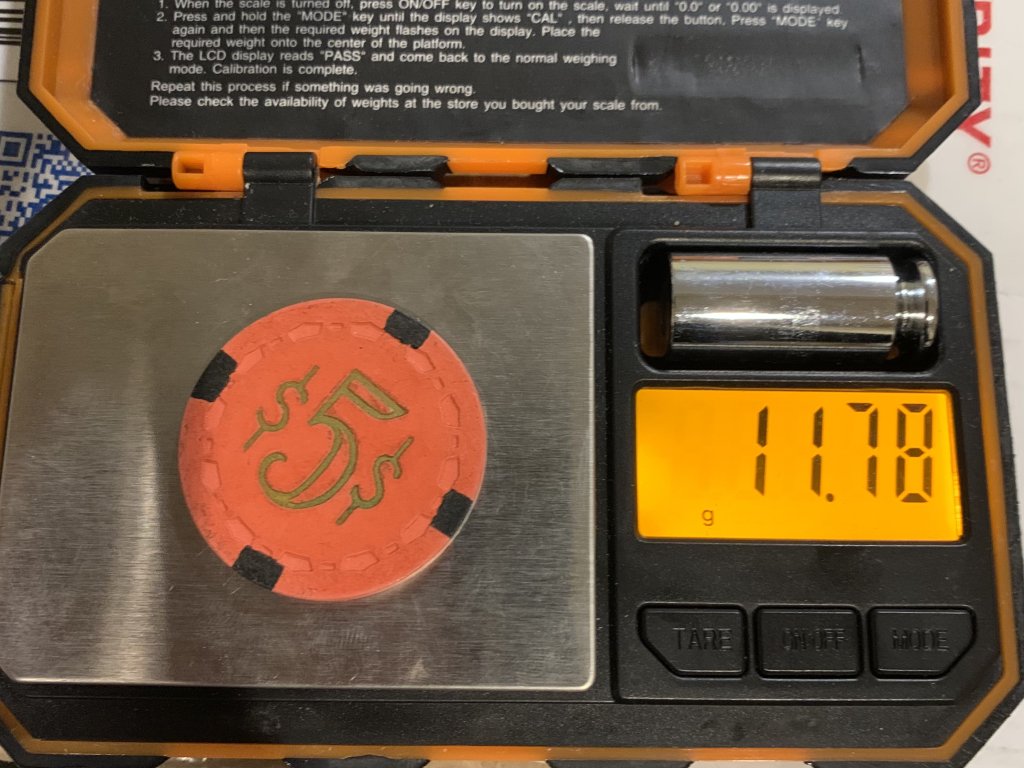 1. When the scale is turned off, press ON/OFF key to turn on the scale, wait until "0.0" or "0.00" is displayed.
2. Press and hold the "MODE" key until the display shows "CAL" , then release the button. Press "MODE" key
again and then the required weight flashes on the display. Place the
required weight onto the center of the platform.
3. The LCD display reads "PASS" and come back to the normal weighing
mode. Calibration is complete.
Repeat this process if something was going wrong.
Please check the availability of weights at the store you bought your scale from.
RITY®
$ 5 $
11.78
g
TARE ON/OFF MODE